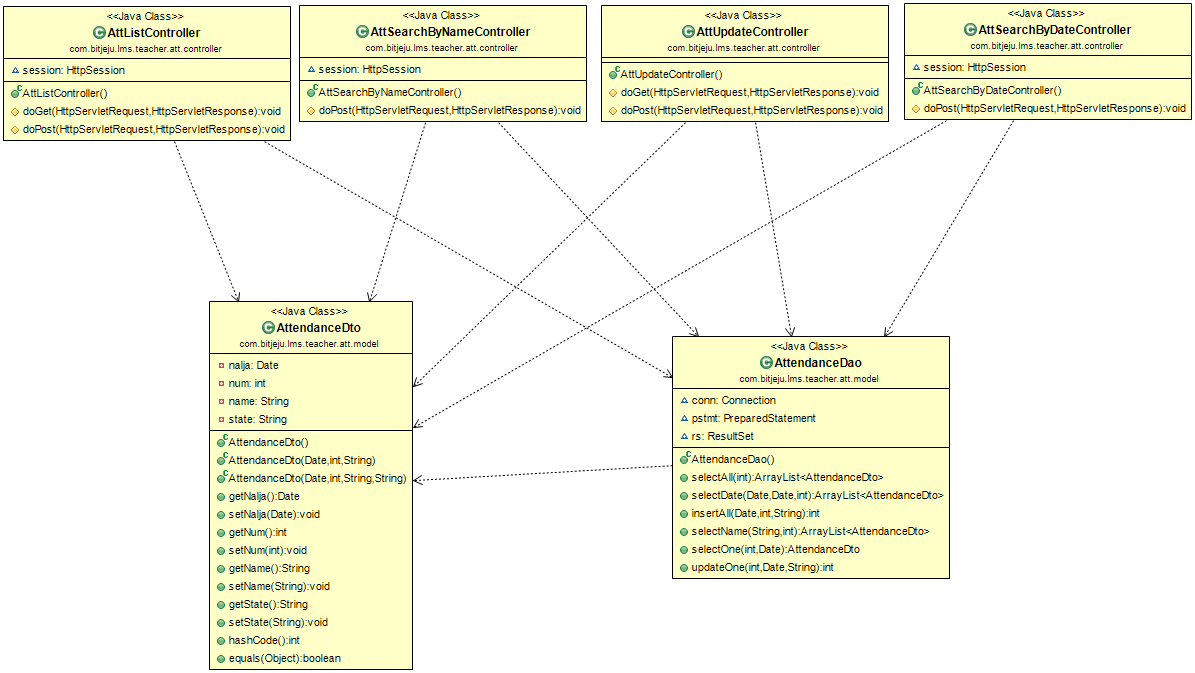 <<Java Class>>
AttListController
com.bitjeju.lms.teacher.att.controller
session: HttpSession
AttListController()
doGet(HttpServletRequest,HttpServletResponse):void
doPost(HttpServletRequest,HttpServletResponse):void
<<Java Class>>
AttSearchByNameController
com.bitjeju.lms.teacher.att.controller
session: HttpSession
AttSearchByNameController()
doPost(HttpServletRequest,HttpServletResponse):void
<<Java Class>>
AttUpdateController
com.bitjeju.lms.teacher.att.controller
AttUpdateController()
doGet(HttpServletRequest,HttpServletResponse):void
doPost(HttpServletRequest,HttpServletResponse):void
<<Java Class>>
AttSearchByDateController
com.bitjeju.lms.teacher.att.controller
session: HttpSession
AttSearchByDateController()
doPost(HttpServletRequest,HttpServletResponse):void
<<Java Class>>
AttendanceDto
com.bitjeju.lms.teacher.att.model
nalja: Date
num: int
name: String
state: String
AttendanceDto()
AttendanceDto(Date,int,String)
AttendanceDto(Date,int,String,String)
getNalja():Date
setNalja(Date):void
getNum():int
setNum(int):void
getName():String
setName(String):void
getState():String
setState(String):void
hashCode():int
equals(Object):boolean
<<Java Class>>
AttendanceDao
com.bitjeju.lms.teacher.att.model
conn: Connection
pstmt: PreparedStatement
rs: ResultSet
AttendanceDao()
selectAll(int):ArrayList<AttendanceDto>
selectDate(Date,Date,int):ArrayList<AttendanceDto>
insertAll(Date,int,String):int
selectName(String,int):ArrayList<AttendanceDto>
selectOne(int,Date):AttendanceDto
updateOne(int,Date,String):int